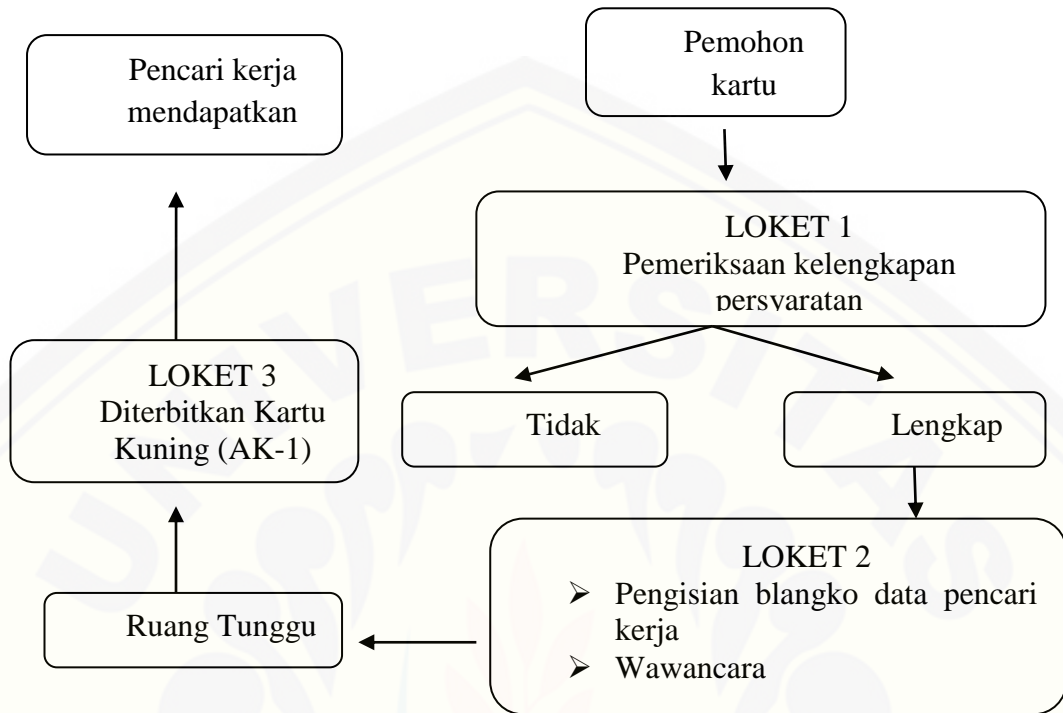 Pemohon
kartu
LOKET 1
Pemeriksaan kelengkapan
persyaratan
Tidak
Lengkap
LOKET 2
➢ Pengisian blangko data pencari
kerja
➢ Wawancara
Ruang Tunggu
LOKET 3
Diterbitkan Kartu
Kuning (AK-1)
Pencari kerja
mendapatkan
UNIVERSITAS